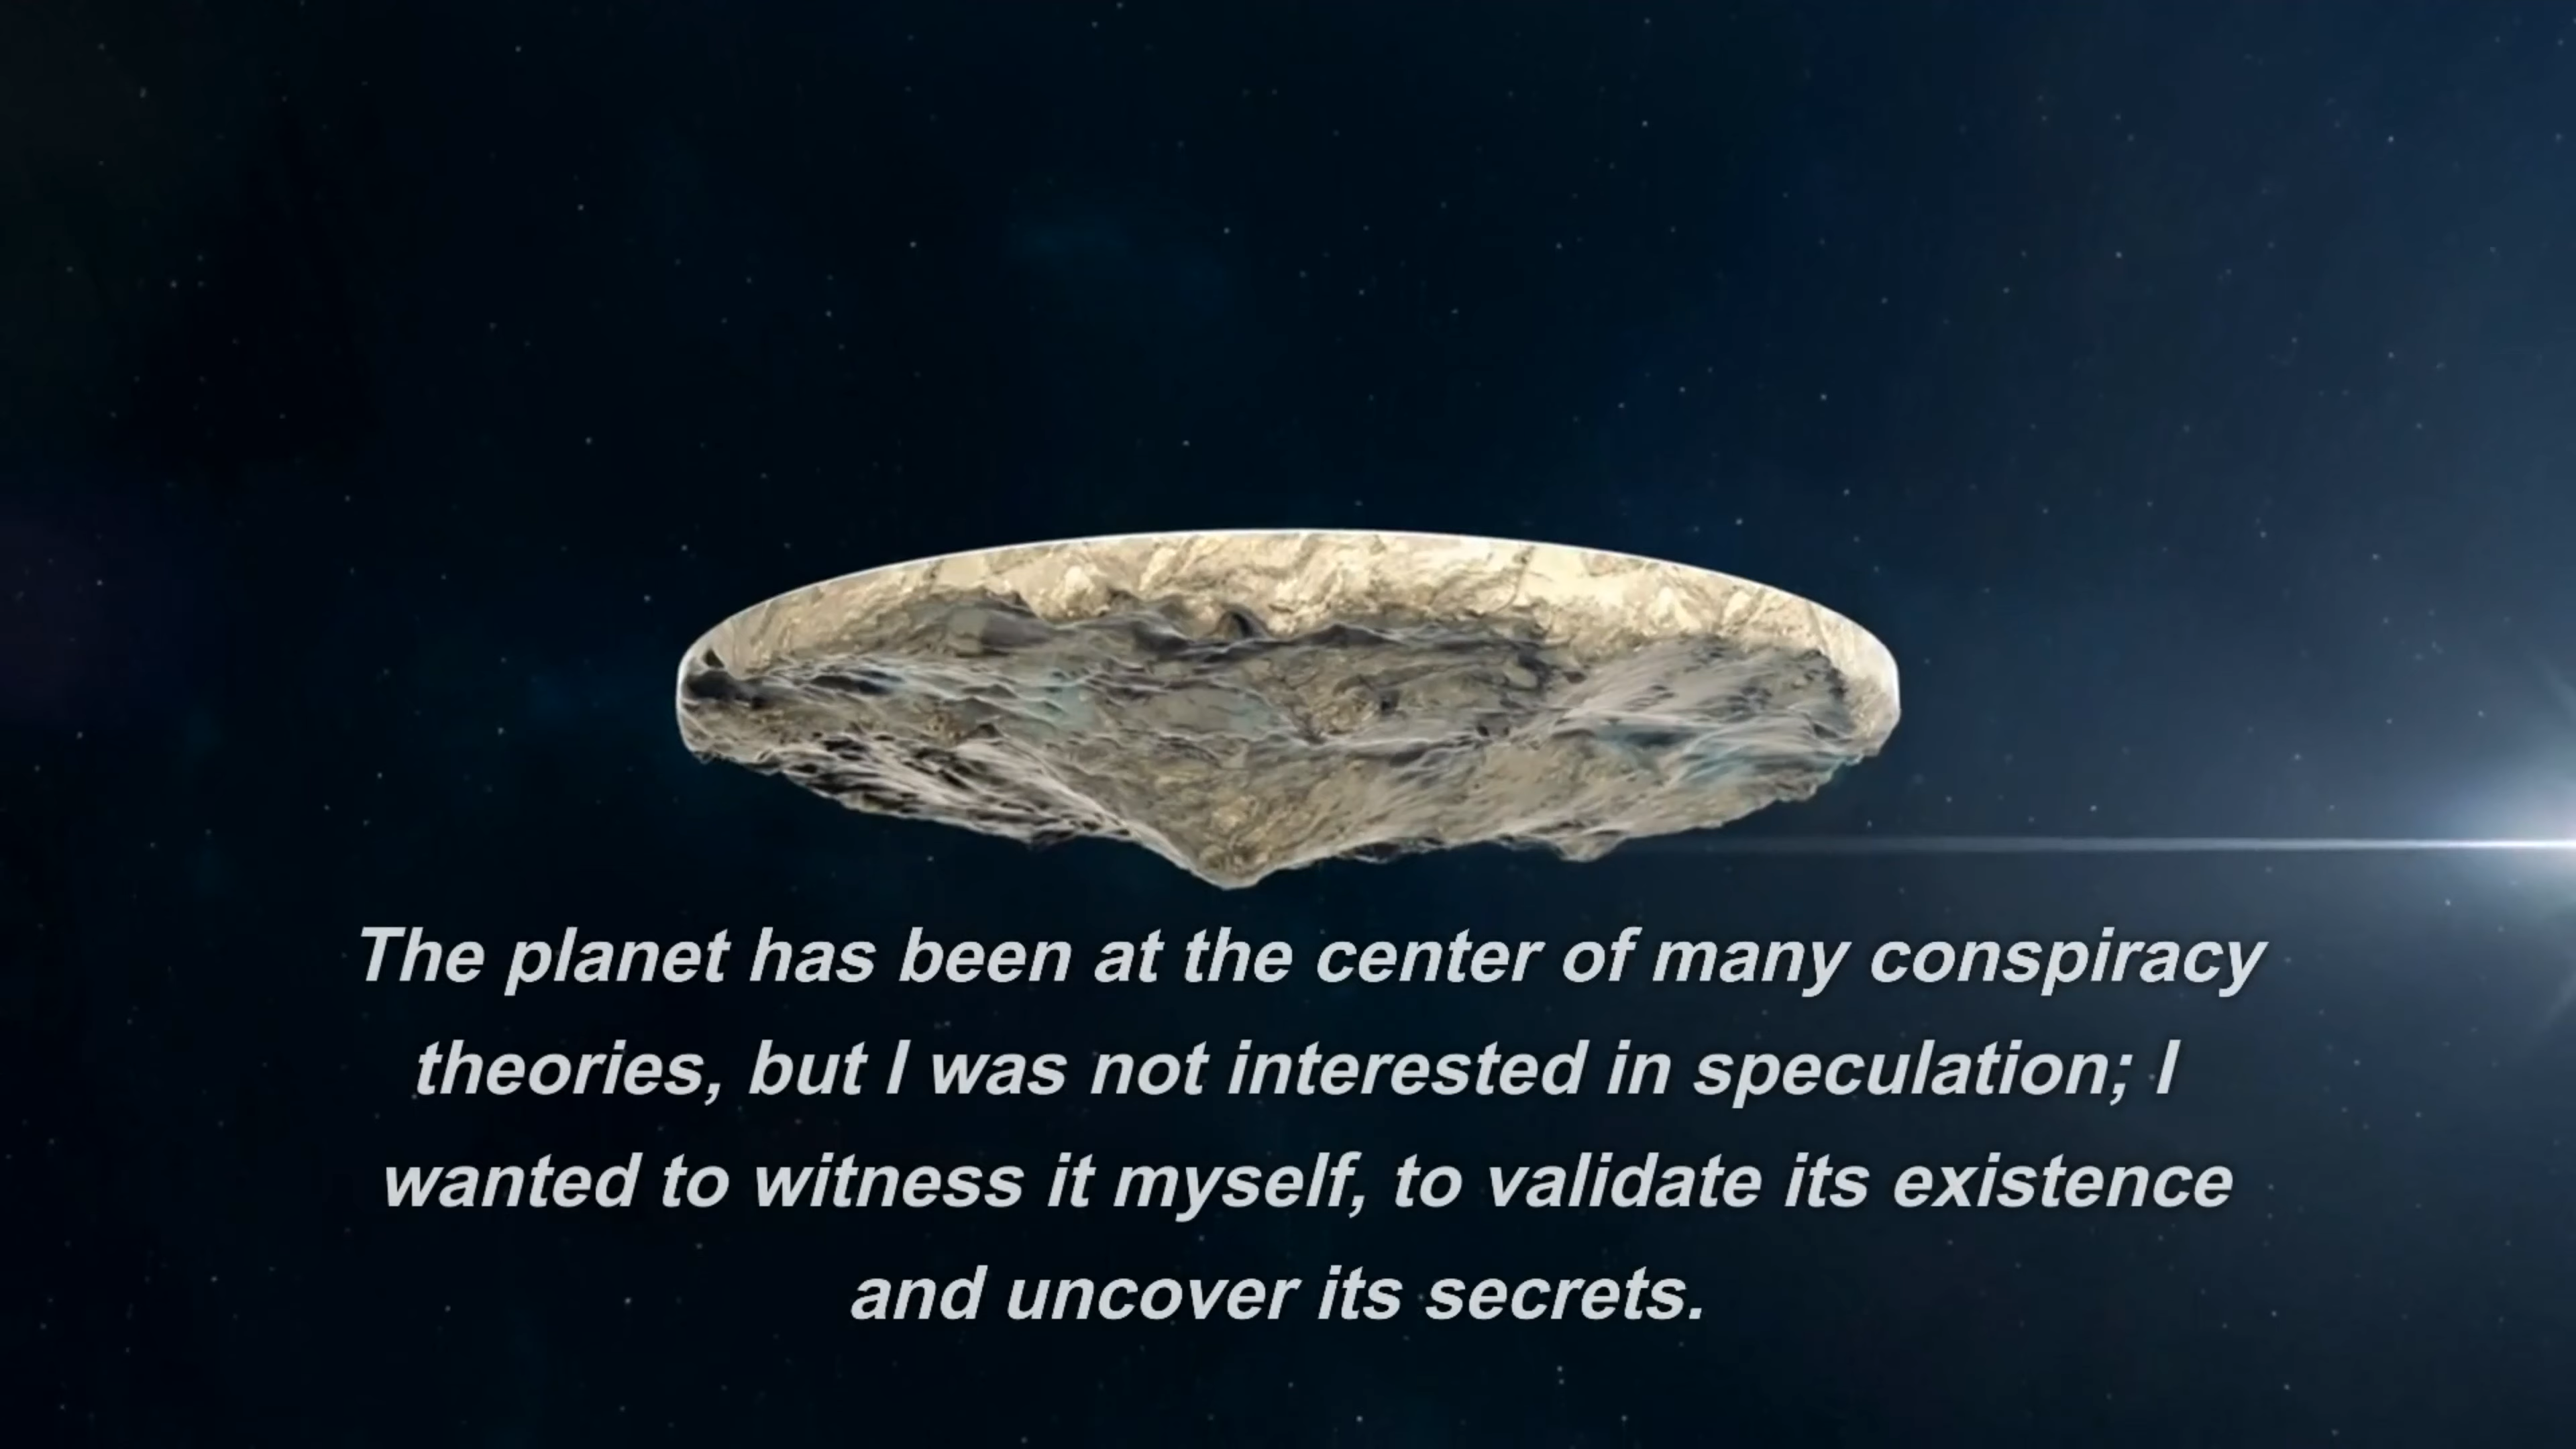 The planet has been at the center of many conspiracy
theories, but I was not interested in speculation; I
wanted to witness it myself, to validate its existence
and uncover its secrets.